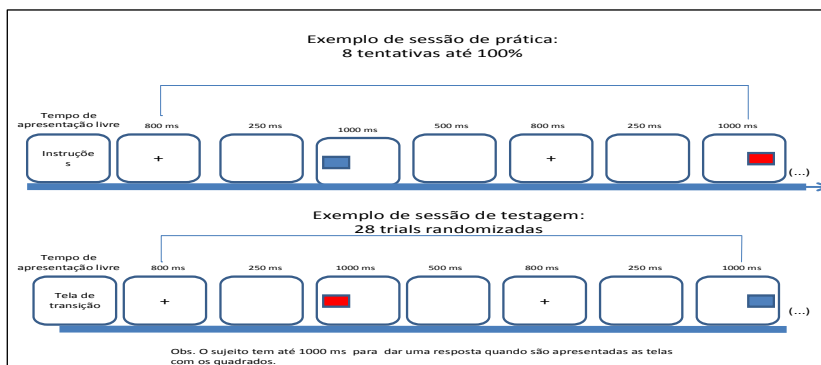 Exemplo de sessão de prática:
8 tentativas até 100%
Tempo de
apresentação livre
800 ms
250 ms
1000 ms
500 ms
800 ms
250 ms
1000 ms
Instruçõe
s
+
+
(...)
Exemplo de sessão de testagem:
28 trials randomizadas
Tempo de
apresentação livre
800 ms
250 ms
1000 ms
500 ms
800 ms
250 ms
1000 ms
Tela de
transição
+
+
(...)
Obs. O sujeito tem até 1000 ms para dar uma resposta quando são apresentadas as telas
com os quadrados.